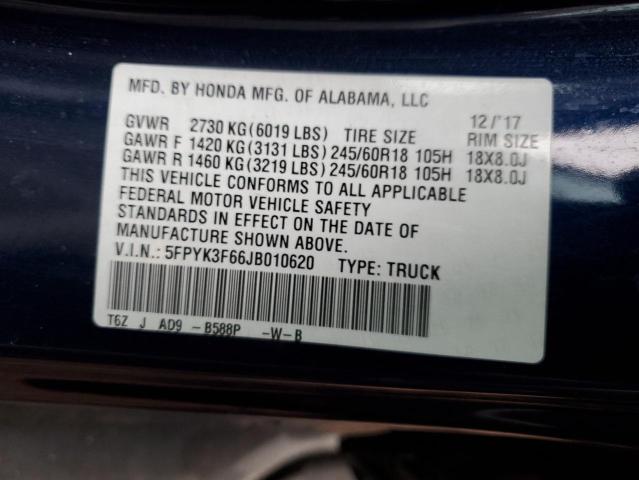 MFD. BY HONDA MFG. OF ALABAMA, LLC 12/'17
GVWR 2730 KG(6019 LBS) TIRE SIZE RIM SIZE
GAWR F 1420 KG(3131 LBS) 245/60R18 105H 18X8.0J
GAWR R 1460 KG(3219 LBS) 245/60R18 105H 18X8.0J
THIS VEHICLE CONFORMS TO ALL APPLICABLE
FEDERAL MOTOR VEHICLE SAFETY
STANDARDS IN EFFECT ON THE DATE OF
MANUFACTURE SHOWN ABOVE.
V.I.N.: 5FPYK3F66JB010620 TYPE: TRUCK
T6Z J AD9 -B588P -W-B